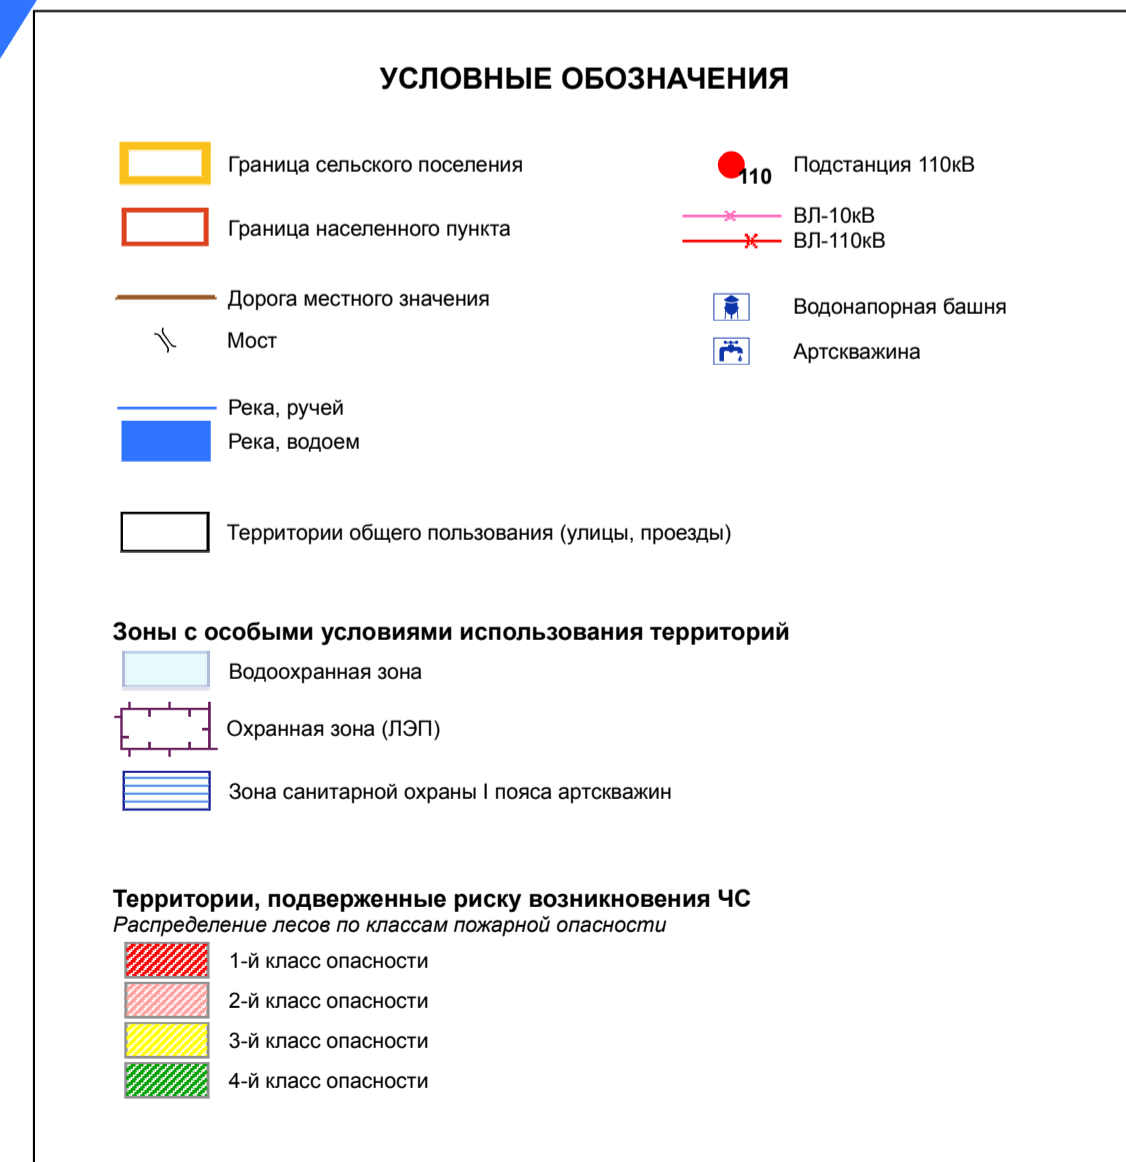 УСЛОВНЫЕ ОБОЗНАЧЕНИЯ
Граница сельского поселения
Граница населенного пункта
Дорога местного значения
Мост
Река, ручей
Река, водоем
Территории общего пользования (улицы, проезды)
110
Подстанция 110кВ
ВЛ-10кВ
ВЛ-110кВ
Водонапорная башня
Артскважина
Зоны с особыми условиями использования территорий
Водоохранная зона
Охранная зона (ЛЭП)
Зона санитарной охраны I пояса артскважин
Территории, подверженные риску возникновения ЧС
Распределение лесов по классам пожарной опасности
1-й класс опасности
2-й класс опасности
3-й класс опасности
4-й класс опасности